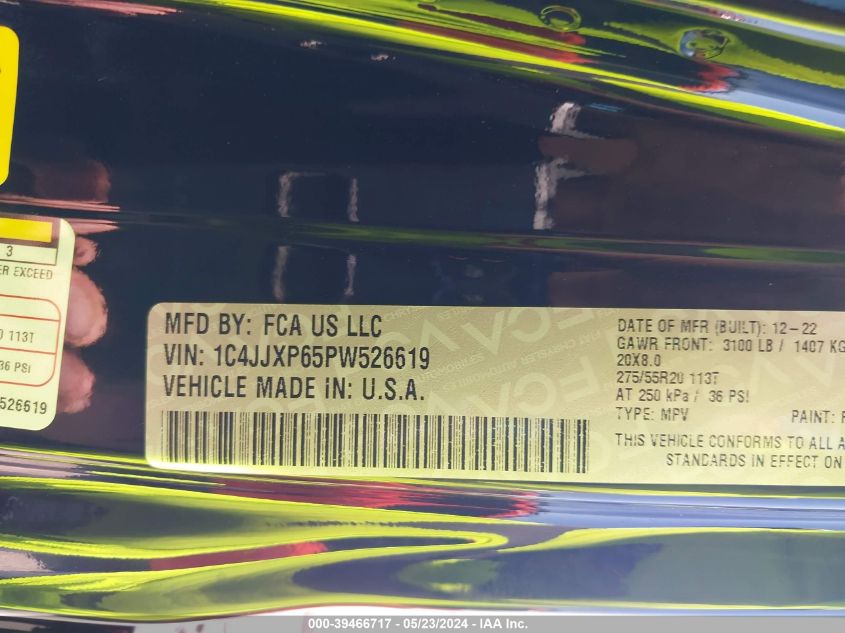 3
ER EXCEED
0 113T
36 PSI
526619
MFD BY: FCA US LLC
VIN: 1C4JJXP65PW526619
VEHICLE MADE IN: U.S.A.
DATE OF MFR (BUILT): 12-22
GAWR FRONT: 3100 LB / 1407 KG
20X8.0
275/55R20 113T
AT 250 kPa / 36 PSI
TYPE: MPV PAINT:
THIS VEHICLE CONFORMS TO ALL A
STANDARDS IN EFFECT ON
000-39466717 - 05/23/2024 - IAA Inc.